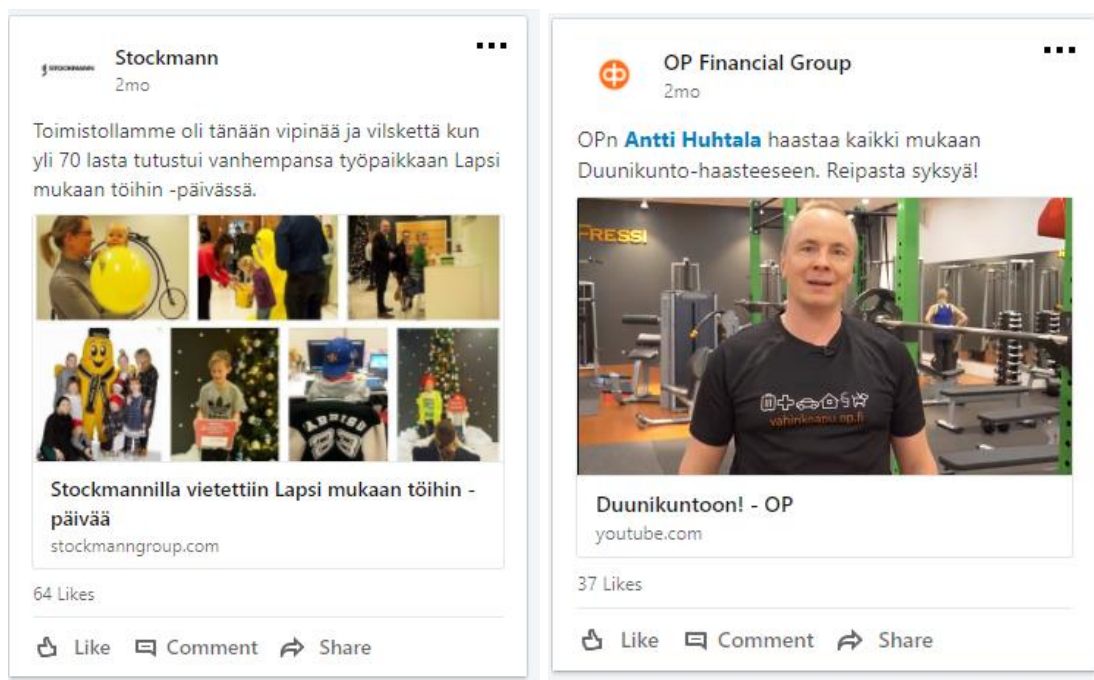 Stockmann
STOCKMANN
2mo
Toimistollamme oli tänään vipinää ja vilskettä kun
yli 70 lasta tutustui vanhempansa työpaikkaan Lapsi
mukaan töihin -päivässä.
Stockmannilla vietettiin Lapsi mukaan töihin -
päivää
stockmanngroup.com
64 Likes
Like Comment Share
OP Financial Group
2mo
OPn Antti Huhtala haastaa kaikki mukaan
Duunikunto-haasteeseen. Reipasta syksyä!
FRESSI
vahinkoapu.op.fi
Duunikuntoon! - OP
youtube.com
37 Likes
Like Comment Share